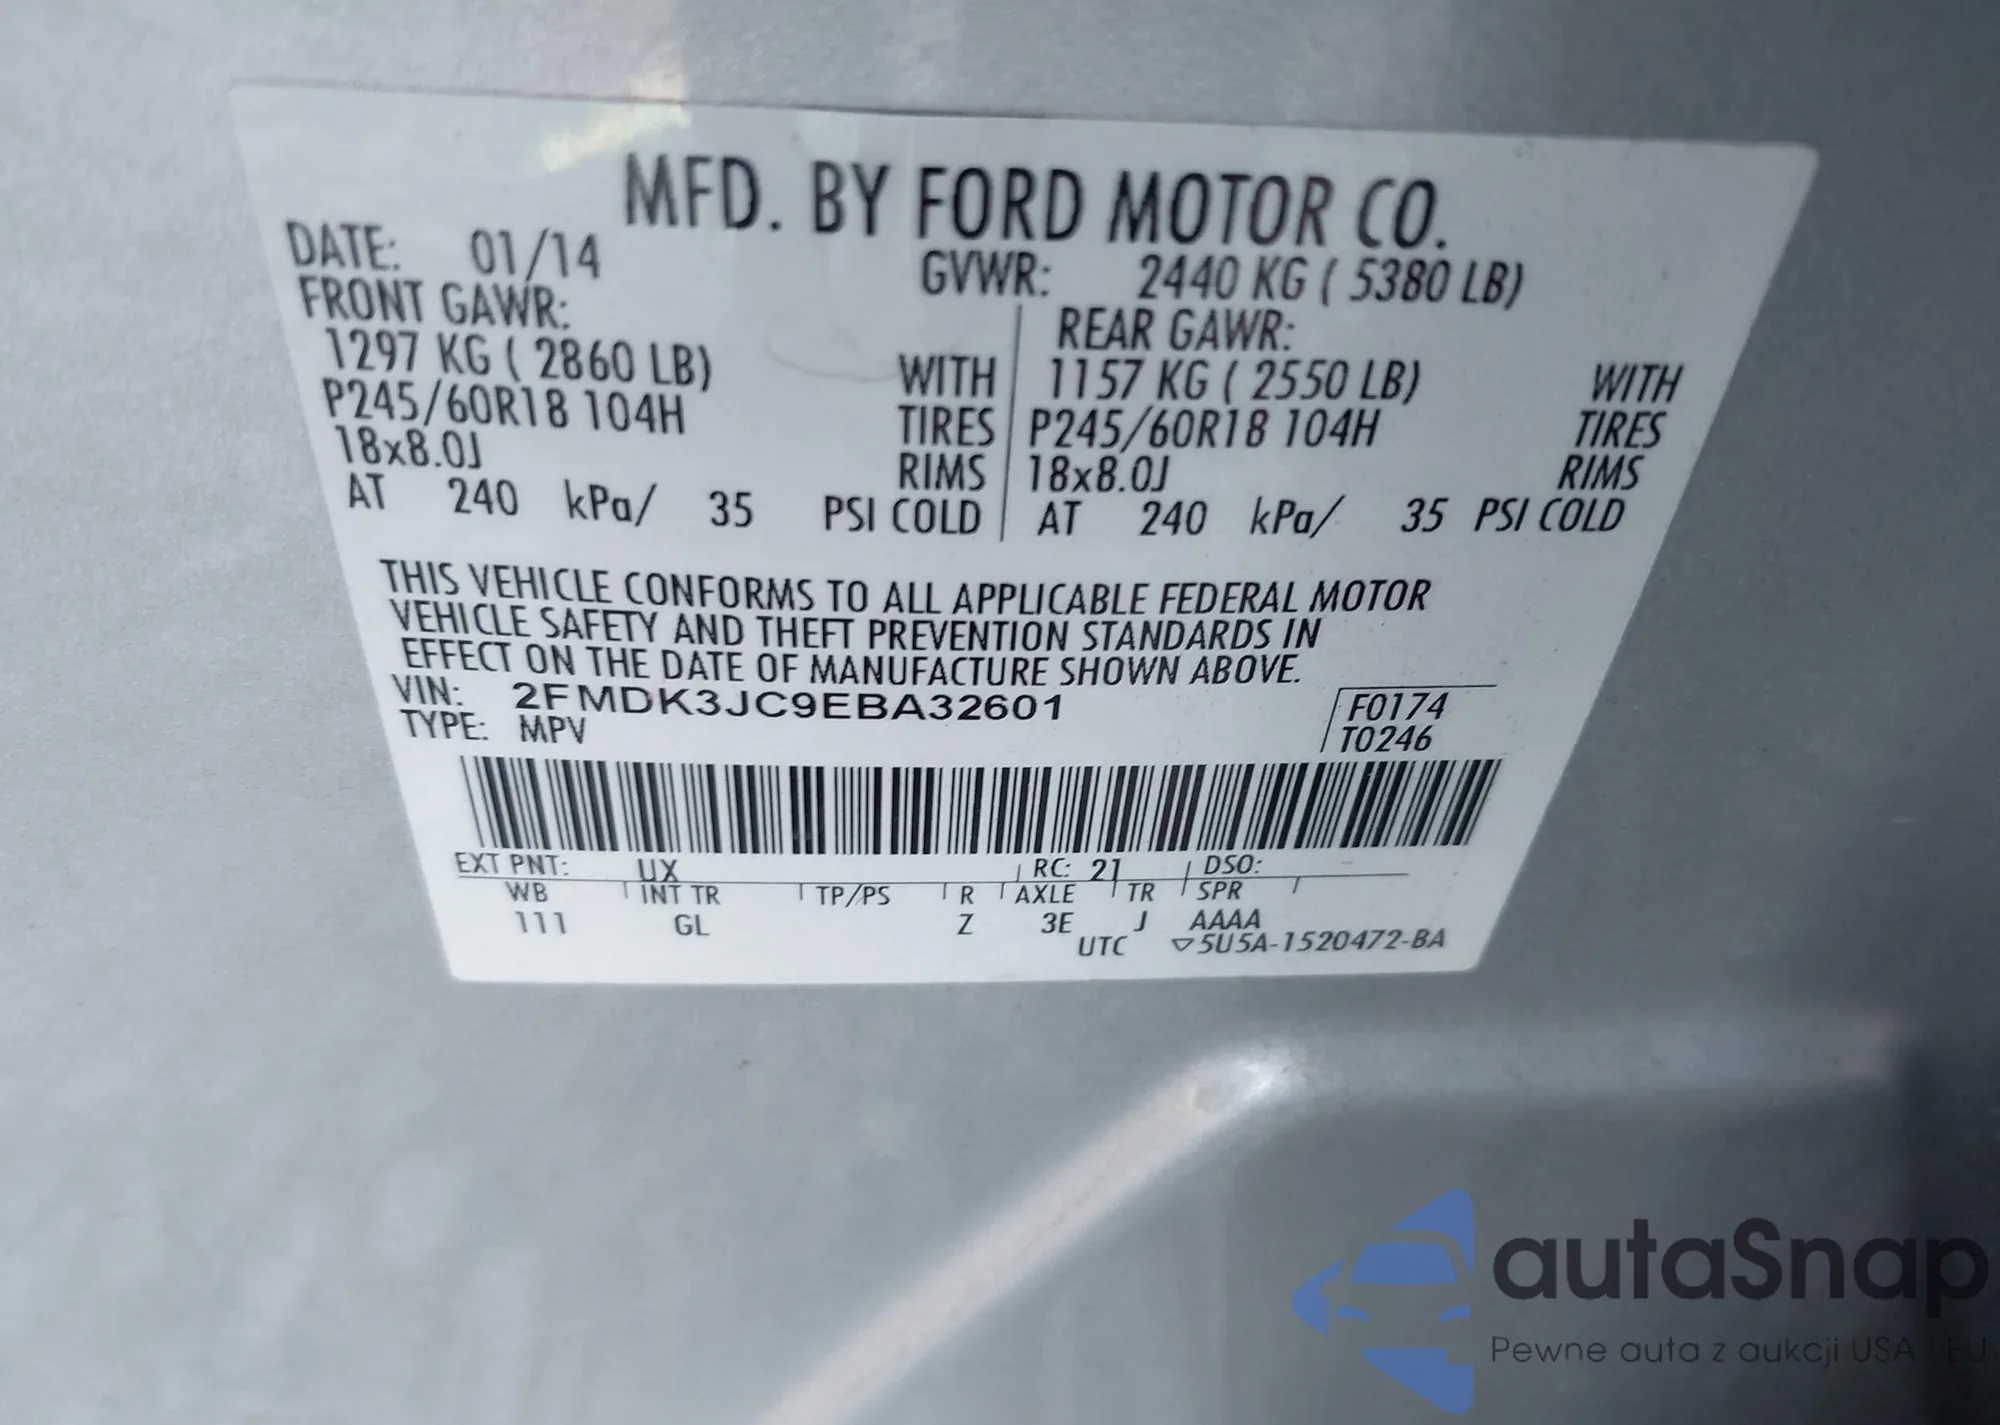 MFD. BY FORD MOTOR CO.
DATE: 01/14 GVWR: 2440 KG ( 5380 LB)
FRONT GAWR: REAR GAWR:
1297 KG ( 2860 LB) WITH 1157 KG ( 2550 LB) WITH
P245/60R18 104H TIRES P245/60R18 104H TIRES
18x8.0J RIMS 18x8.0J RIMS
AT 240 kPa/ 35 PSI COLD AT 240 kPa/ 35 PSI COLD
THIS VEHICLE CONFORMS TO ALL APPLICABLE FEDERAL MOTOR
VEHICLE SAFETY AND THEFT PREVENTION STANDARDS IN
EFFECT ON THE DATE OF MANUFACTURE SHOWN ABOVE.
VIN: 2FMDK3JC9EBA32601 F0174
TYPE: MPV T0246
EXT PNT: UX RC: 21 DSO:
WB INT TR TP/PS R AXLE TR SPR
111 GL Z 3E J AAAA
UTC ▽5U5A-1520472-BA
autaSnap
Pewne auta z aukcji USA EU